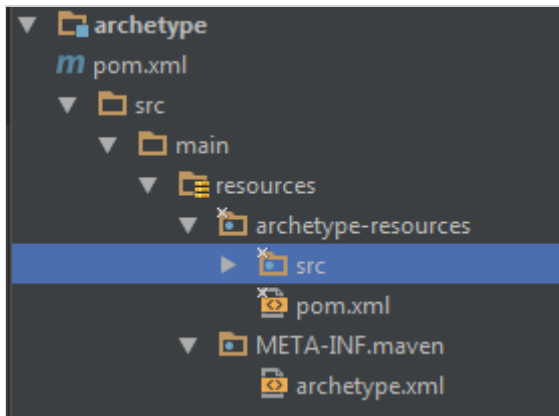 archetype
pom.xml
src
main
resources
archetype-resources
src
pom.xml
META-INF.maven
archetype.xml